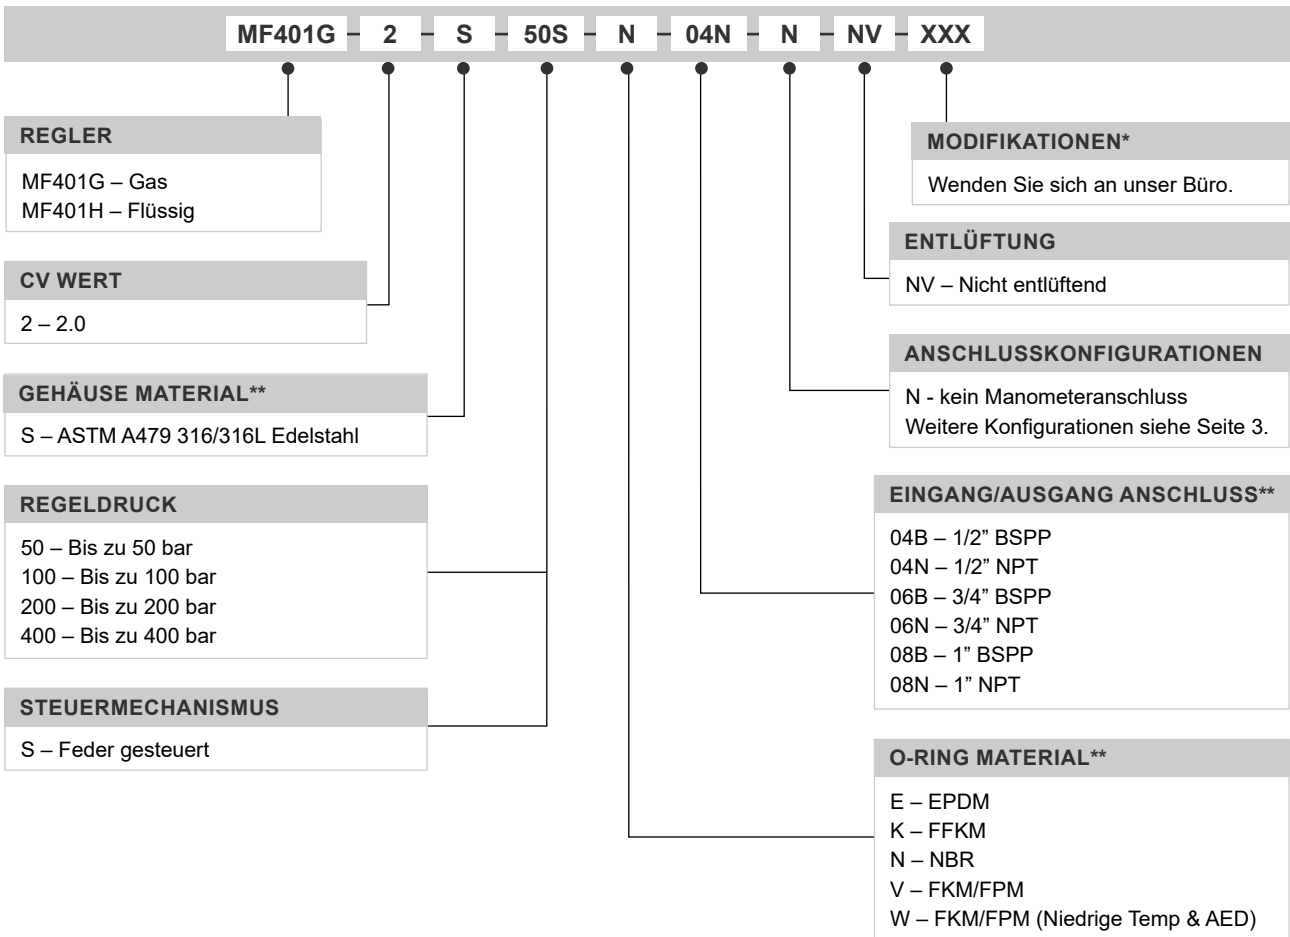 MF401G – 2 – S – 50S – N – 04N – N – NV – XXX
REGLER
MF401G – Gas
MF401H – Flüssig
CV WERT
2 – 2.0
GEHÄUSE MATERIAL**
S – ASTM A479 316/316L Edelstahl
REGELDRUCK
50 – Bis zu 50 bar
100 – Bis zu 100 bar
200 – Bis zu 200 bar
400 – Bis zu 400 bar
STEUERMECHANISMUS
S – Feder gesteuert
MODIFIKATIONEN*
Wenden Sie sich an unser Büro.
ENTLÜFTUNG
NV – Nicht entlüftend
ANSCHLUSSKONFIGURATIONEN
N - kein Manometeranschluss
Weitere Konfigurationen siehe Seite 3.
EINGANG/AUSGANG ANSCHLUSS**
04B – 1/2” BSPP
04N – 1/2” NPT
06B – 3/4” BSPP
06N – 3/4” NPT
08B – 1” BSPP
08N – 1” NPT
O-RING MATERIAL**
E – EPDM
K – FFKM
N – NBR
V – FKM/FPM
W – FKM/FPM (Niedrige Temp & AED)